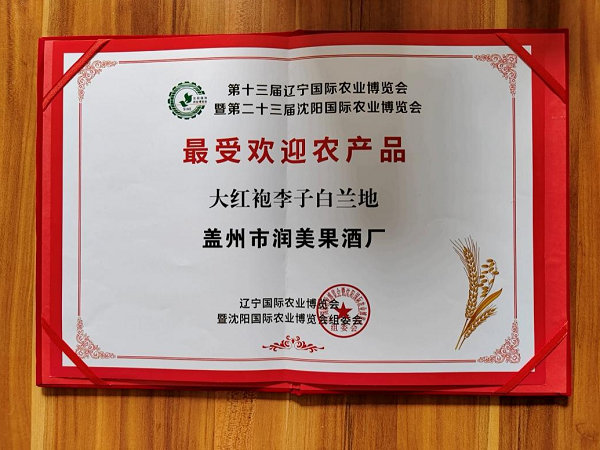 第十三届辽宁国际农业博览会
暨第二十三届沈阳国际农业博览会
最受欢迎农产品
大红袍李子白兰地
盖州市润美果酒厂
辽宁国际农业博览会
暨沈阳国际农业博览会组委会
组委会